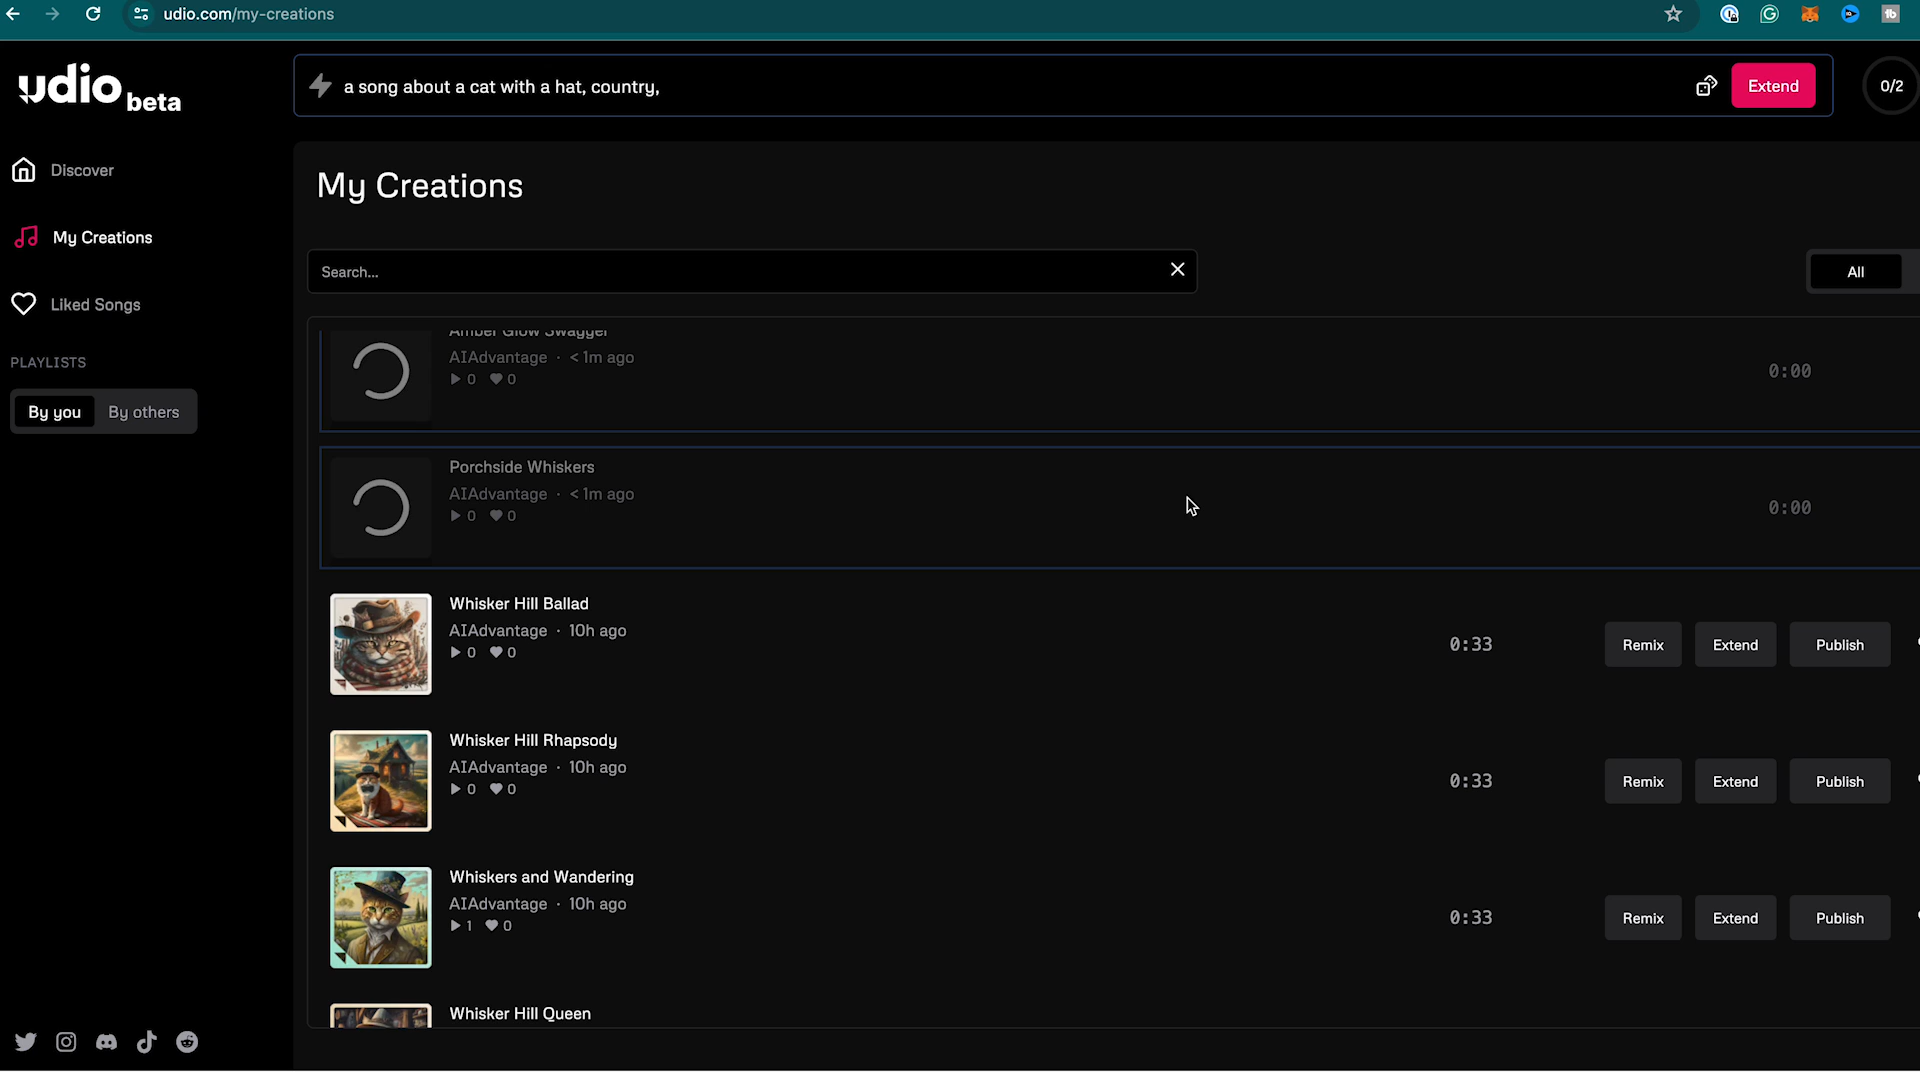 udio.com/my-creations
udio beta
a song about a cat with a hat, country,
Extend
0/2
Discover
My Creations
Liked Songs
PLAYLISTS
By you
By others
My Creations
Search...
All
Amber Glow Swagger
AIAdvantage · < 1m ago
0 0
0:00
Porchside Whiskers
AIAdvantage · < 1m ago
0 0
0:00
Whisker Hill Ballad
AIAdvantage · 10h ago
0 0
0:33
Remix
Extend
Publish
Whisker Hill Rhapsody
AIAdvantage · 10h ago
0 0
0:33
Remix
Extend
Publish
Whiskers and Wandering
AIAdvantage · 10h ago
1 0
0:33
Remix
Extend
Publish
Whisker Hill Queen